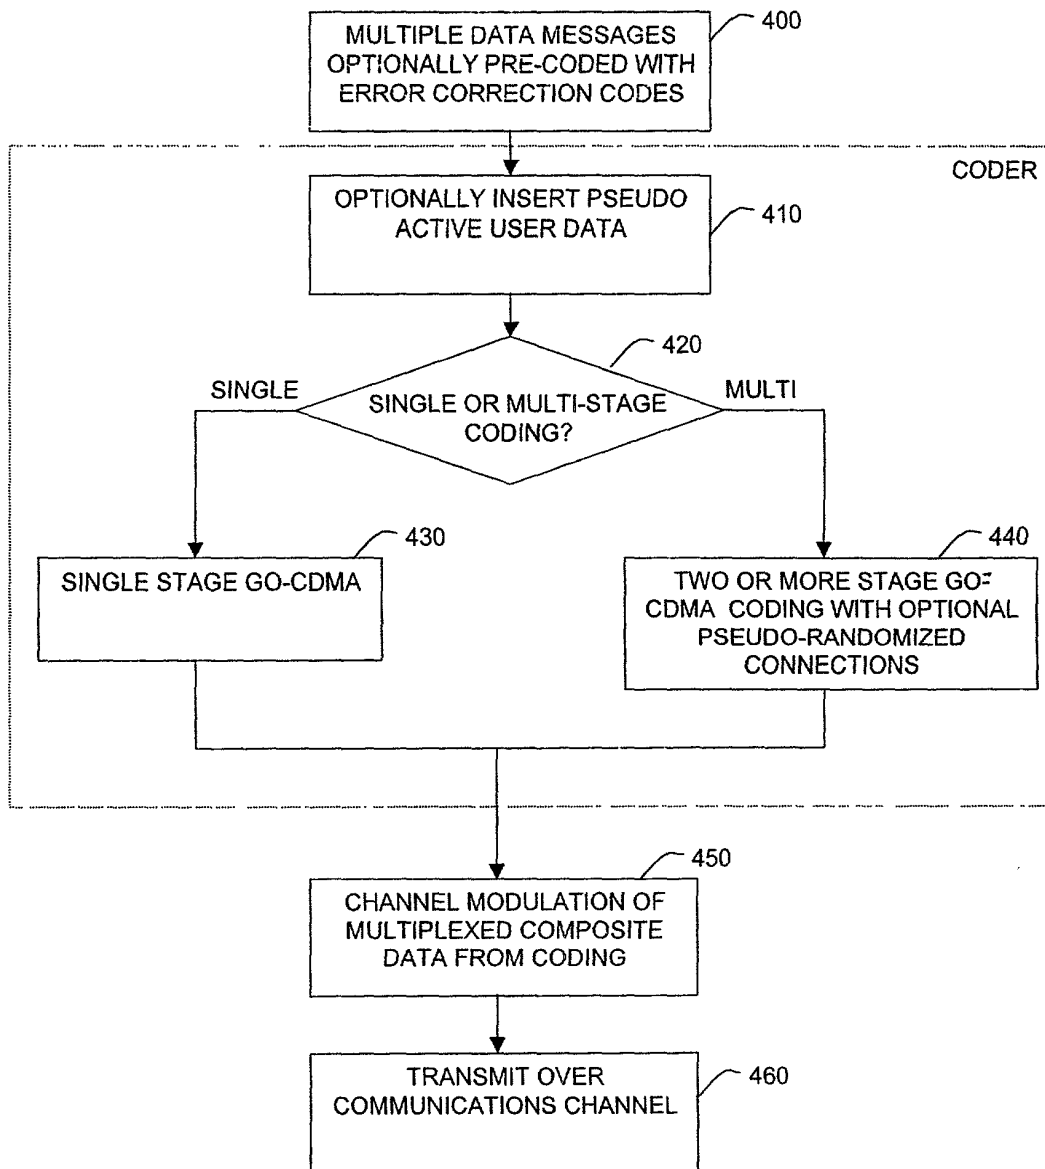 400
MULTIPLE DATA MESSAGES
OPTIONALLY PRE-CODED WITH
ERROR CORRECTION CODES
CODER
OPTIONALLY INSERT PSEUDO
ACTIVE USER DATA
410
420
SINGLE
MULTI
SINGLE OR MULTI-STAGE
CODING?
430
SINGLE STAGE GO-CDMA
440
TWO OR MORE STAGE GO-
CDMA CODING WITH OPTIONAL
PSEUDO-RANDOMIZED
CONNECTIONS
450
CHANNEL MODULATION OF
MULTIPLEXED COMPOSITE
DATA FROM CODING
460
TRANSMIT OVER
COMMUNICATIONS CHANNEL